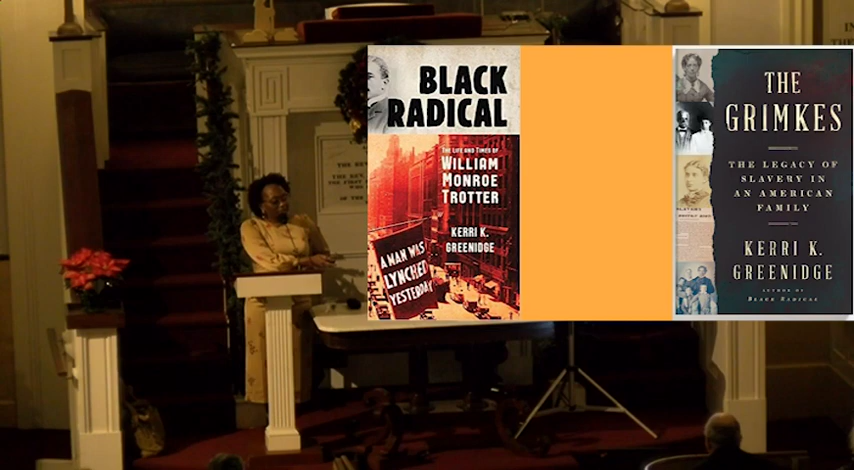 BLACK
RADICAL
THE LIFE AND TIMES OF
WILLIAM
MONROE
TROTTER
KERRI K.
GREENIDGE
A MAN WAS
LYNCHED
YESTERDAY
THE
GRIMKES
THE LEGACY OF
SLAVERY IN
AN AMERICAN
FAMILY
KERRI K.
GREENIDGE
AUTHOR OF
BLACK RADICAL